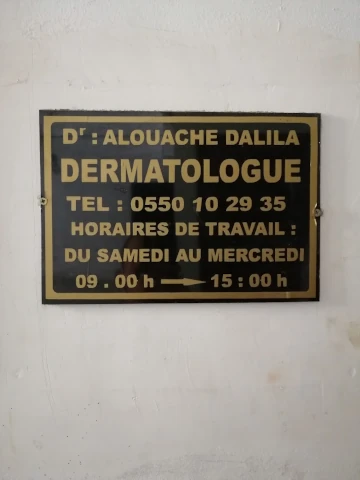 Dr : ALOUACHE DALILA
DERMATOLOGUE
TEL : 0550 10 29 35
HORAIRES DE TRAVAIL :
DU SAMEDI AU MERCREDI
09 . 00 h → 15 : 00 h